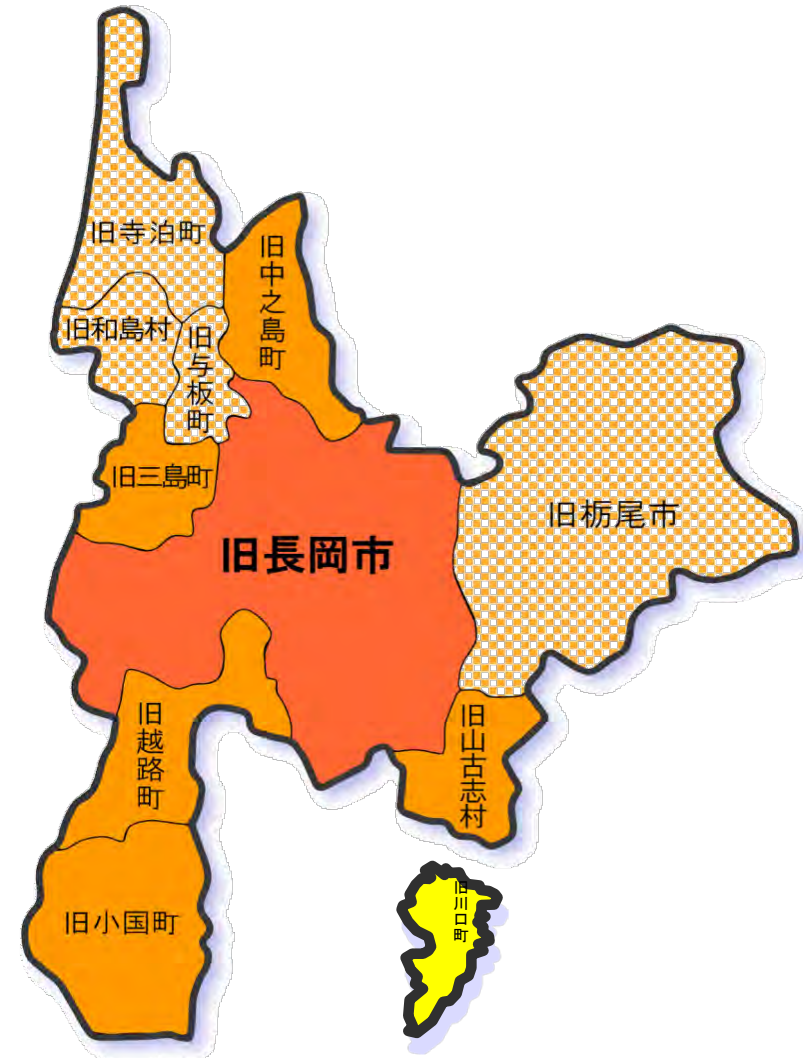 旧寺泊町
旧中之島町
旧和島村
旧与板町
旧三島町
旧栃尾市
旧長岡市
旧越路町
旧山古志村
旧小国町
旧川口町